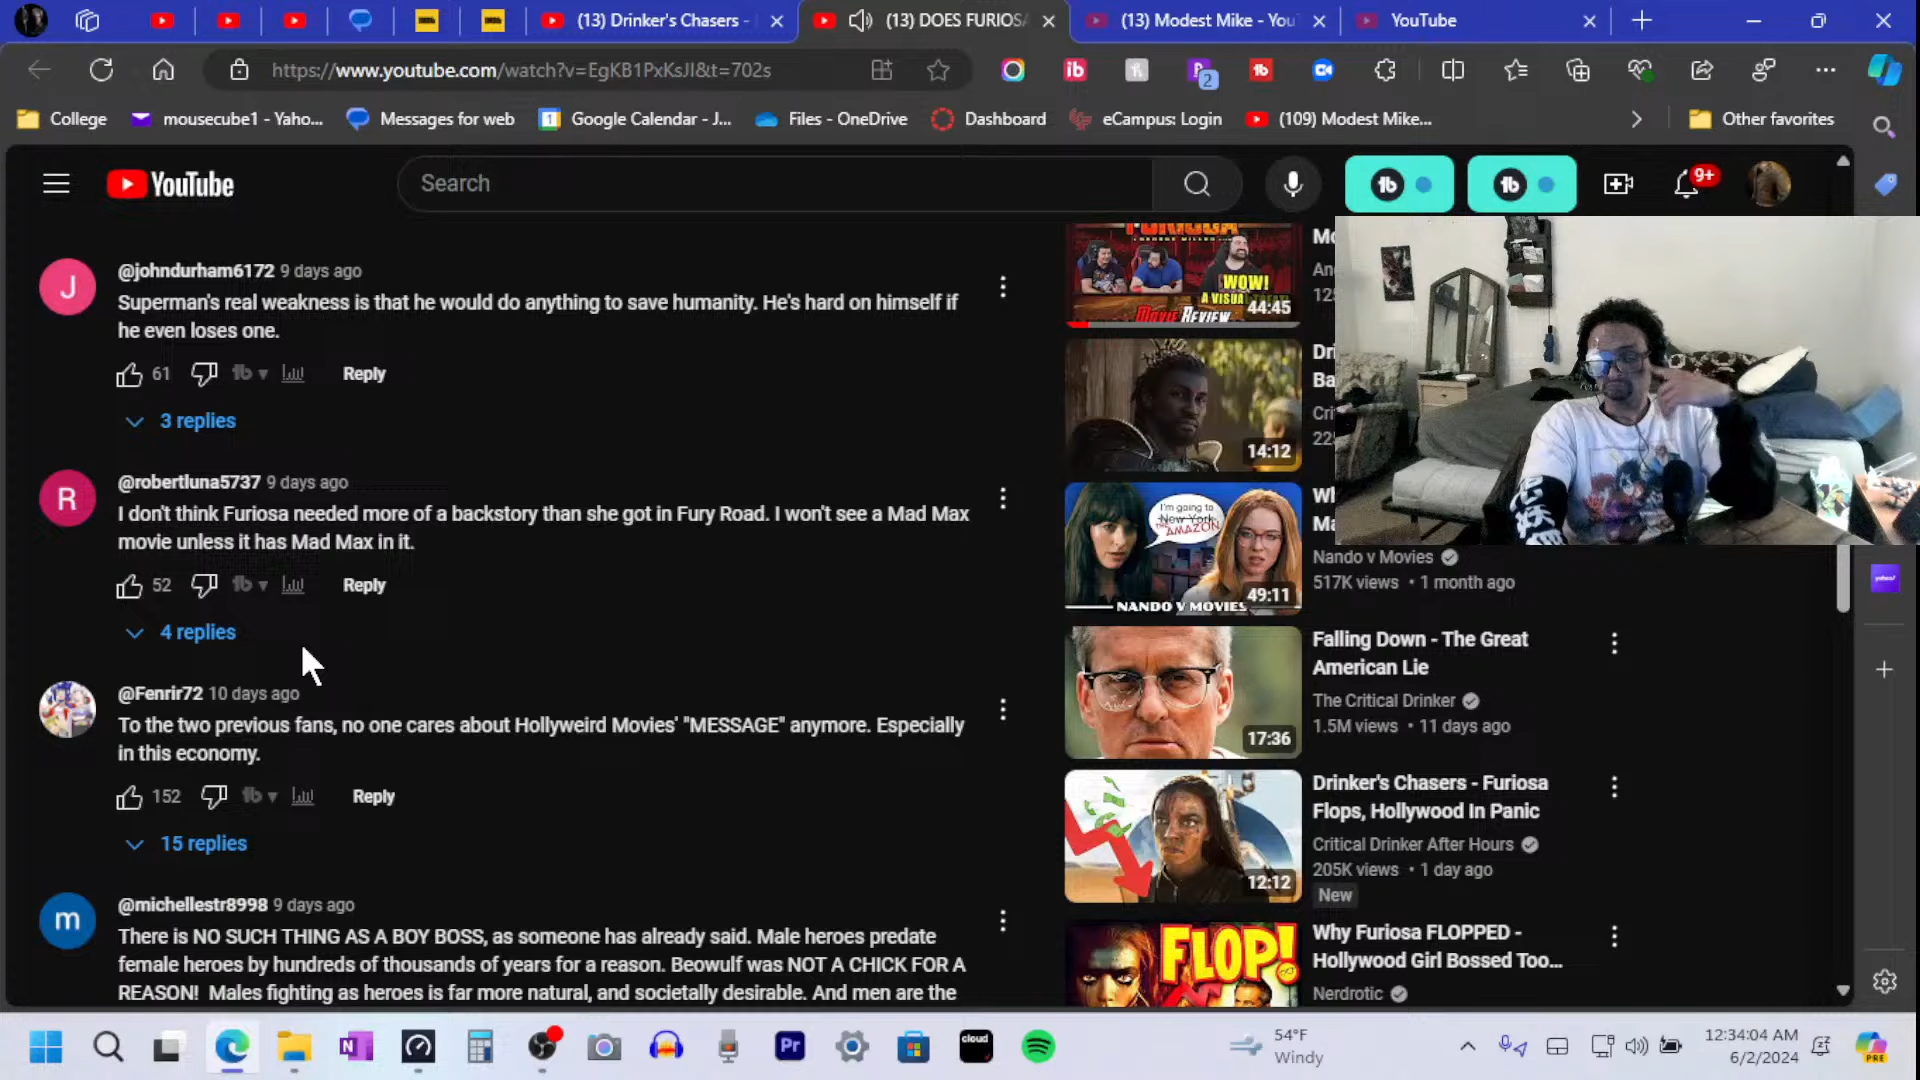 (13) Drinker's Chasers -
(13) DOES FURIOSA
(13) Modest Mike - You
YouTube
https://www.youtube.com/watch?v=EgKB1PxKsJI&t=702s
2
College
mousecube1 - Yaho...
Messages for web
Google Calendar - J...
Files - OneDrive
Dashboard
eCampus: Login
(109) Modest Mike...
Other favorites
YouTube
Search
9+
J
@johndurham6172 9 days ago
Superman's real weakness is that he would do anything to save humanity. He's hard on himself if
he even loses one.
61
Reply
3 replies
R
@robertluna5737 9 days ago
I don't think Furiosa needed more of a backstory than she got in Fury Road. I won't see a Mad Max
movie unless it has Mad Max in it.
52
Reply
4 replies
@Fenrir72 10 days ago
To the two previous fans, no one cares about Hollyweird Movies' "MESSAGE" anymore. Especially
in this economy.
152
Reply
15 replies
m
@michellestr8998 9 days ago
There is NO SUCH THING AS A BOY BOSS, as someone has already said. Male heroes predate
female heroes by hundreds of thousands of years for a reason. Beowulf was NOT A CHICK FOR A
REASON! Males fighting as heroes is far more natural, and societally desirable. And men are the
WOW!
A VISUAL
MOVIE REVIEW
44:45
14:12
I'm going to
New York
THE AMAZON
NANDO V MOVIES
49:11
Nando v Movies
517K views • 1 month ago
17:36
Falling Down - The Great
American Lie
The Critical Drinker
1.5M views • 11 days ago
12:12
Drinker's Chasers - Furiosa
Flops, Hollywood In Panic
Critical Drinker After Hours
205K views • 1 day ago
New
FLOP!
Why Furiosa FLOPPED -
Hollywood Girl Bossed Too...
Nerdrotic
yahoo!
Pr
cloud
54°F
Windy
12:34:04 AM
6/2/2024
PRE